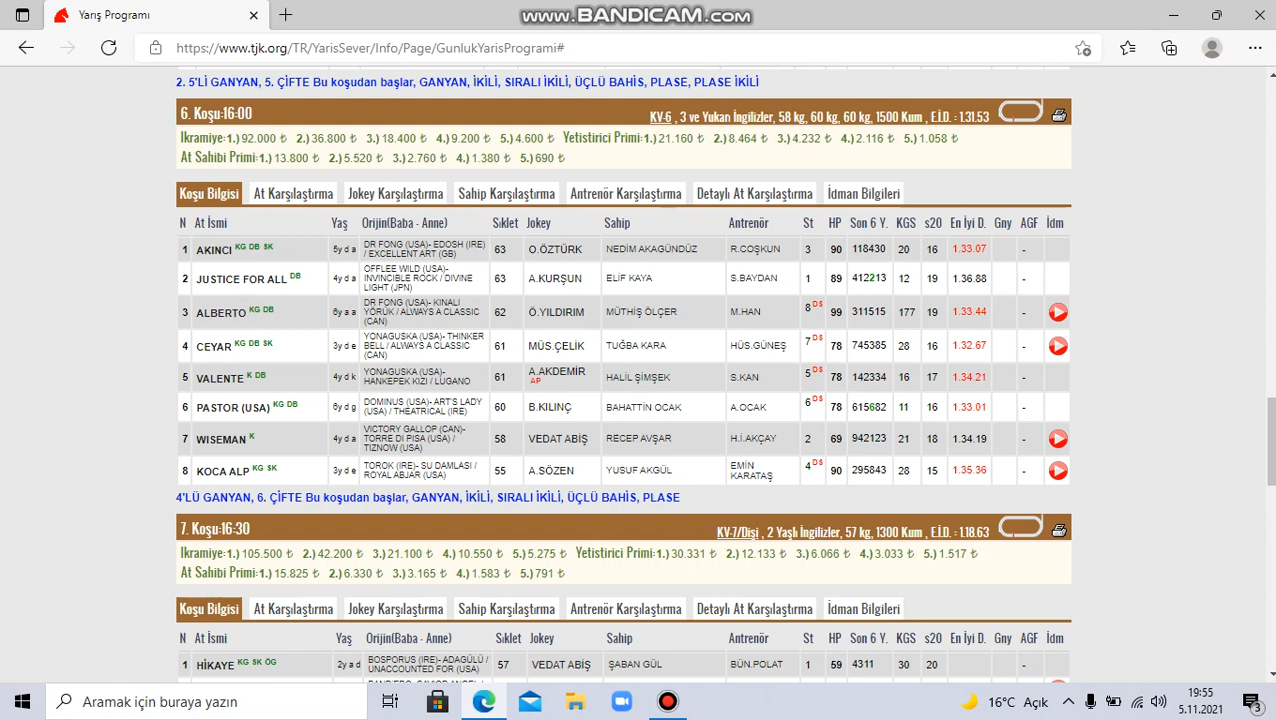 Yarış Programı
www.BANDICAM.com
https://www.tjk.org/TR/YarisSever/Info/Page/GunlukYarisProgrami#
2. 5'Lİ GANYAN, 5. ÇİFTE Bu koşudan başlar, GANYAN, İKİLİ, SIRALI İKİLİ, ÜÇLÜ BAHİS, PLASE, PLASE İKİLİ
6. Koşu:16:00 KV-6 , 3 ve Yukarı İngilizler, 58 kg, 60 kg, 60 kg, 1500 Kum , E.İ.D. : 1.31.53
Ikramiye:1.) 92.000 ₺ 2.) 36.800 ₺ 3.) 18.400 ₺ 4.) 9.200 ₺ 5.) 4.600 ₺ Yetistirici Primi:1.) 21.160 ₺ 2.) 8.464 ₺ 3.) 4.232 ₺ 4.) 2.116 ₺ 5.) 1.058 ₺
At Sahibi Primi:1.) 13.800 ₺ 2.) 5.520 ₺ 3.) 2.760 ₺ 4.) 1.380 ₺ 5.) 690 ₺
Koşu Bilgisi At Karşılaştırma Jokey Karşılaştırma Sahip Karşılaştırma Antrenör Karşılaştırma Detaylı At Karşılaştırma İdman Bilgileri
N At İsmi Yaş Orijin(Baba - Anne) Sıklet Jokey Sahip Antrenör St HP Son 6 Y. KGS s20 En İyi D. Gny AGF İdm
1 AKINCI KG DB SK 5y d a DR FONG (USA)- EDOSH (IRE) / EXCELLENT ART (GB) 63 O.ÖZTÜRK NEDİM AKAGÜNDÜZ R.COŞKUN 3 90 118430 20 16 1.33.07 -
2 JUSTICE FOR ALL DB 4y d a OFFLEE WILD (USA)- INVINCIBLE ROCK / DIVINE LIGHT (JPN) 63 A.KURŞUN ELİF KAYA S.BAYDAN 1 89 412213 12 19 1.36.88 -
3 ALBERTO KG DB 6y a a DR FONG (USA)- KINALI YÖRÜK / ALWAYS A CLASSIC (CAN) 62 Ö.YILDIRIM MÜTHİŞ ÖLÇER M.HAN 8 DS 99 311515 177 19 1.33.44 -
4 CEYAR KG DB SK 3y d e YONAGUSKA (USA)- THINKER BELL / ALWAYS A CLASSIC (CAN) 61 MÜS.ÇELİK TUĞBA KARA HÜS.GÜNEŞ 7 DS 78 745385 28 16 1.32.67 -
5 VALENTE K DB 4y d k YONAGUSKA (USA)- HANKEPEK KIZI / LUGANO 61 A.AKDEMİR AP HALİL ŞİMŞEK S.KAN 5 DS 78 142334 16 17 1.34.21 -
6 PASTOR (USA) KG DB 6y d g DOMINUS (USA)- ART'S LADY (USA) / THEATRICAL (IRE) 60 B.KILINÇ BAHATTİN OCAK A.OCAK 6 DS 78 615682 11 16 1.33.01 -
7 WISEMAN K 4y d a VICTORY GALLOP (CAN)- TORRE DI PISA (USA) / TIZNOW (USA) 58 VEDAT ABİŞ RECEP AVŞAR H.İ.AKÇAY 2 69 942123 21 18 1.34.19 -
8 KOCA ALP KG SK 3y d e TOROK (IRE)- SU DAMLASI / ROYAL ABJAR (USA) 55 A.SÖZEN YUSUF AKGÜL EMİN KARATAŞ 4 DS 90 295843 28 15 1.35.36 -
4'LÜ GANYAN, 6. ÇİFTE Bu koşudan başlar, GANYAN, İKİLİ, SIRALI İKİLİ, ÜÇLÜ BAHİS, PLASE
7. Koşu:16:30 KV-7/Dişi , 2 Yaşlı İngilizler, 57 kg, 1300 Kum , E.İ.D. : 1.18.63
Ikramiye:1.) 105.500 ₺ 2.) 42.200 ₺ 3.) 21.100 ₺ 4.) 10.550 ₺ 5.) 5.275 ₺ Yetistirici Primi:1.) 30.331 ₺ 2.) 12.133 ₺ 3.) 6.066 ₺ 4.) 3.033 ₺ 5.) 1.517 ₺
At Sahibi Primi:1.) 15.825 ₺ 2.) 6.330 ₺ 3.) 3.165 ₺ 4.) 1.583 ₺ 5.) 791 ₺
Koşu Bilgisi At Karşılaştırma Jokey Karşılaştırma Sahip Karşılaştırma Antrenör Karşılaştırma Detaylı At Karşılaştırma İdman Bilgileri
N At İsmi Yaş Orijin(Baba - Anne) Sıklet Jokey Sahip Antrenör St HP Son 6 Y. KGS s20 En İyi D. Gny AGF İdm
1 HİKAYE KG SK ÖG 2y a d BOSPORUS (IRE)- ADAGÜLÜ / UNACCOUNTED FOR (USA) 57 VEDAT ABİŞ ŞABAN GÜL BÜN.POLAT 1 59 4311 30 20
Aramak için buraya yazın
16°C Açık
19:55
5.11.2021
3